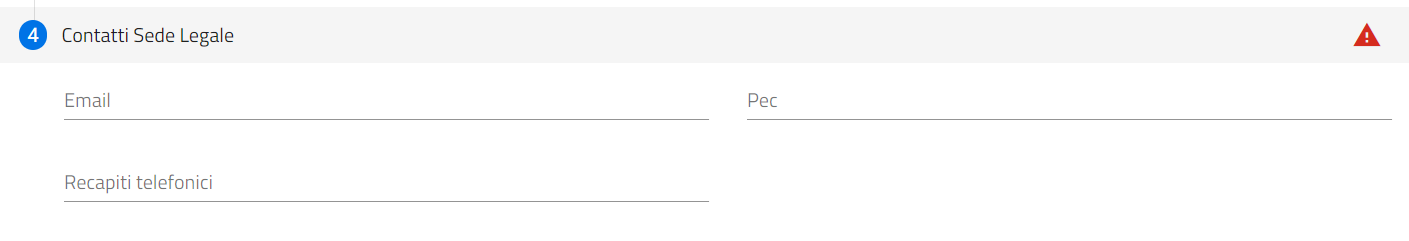 4 Contatti Sede Legale
Email
Pec
Recapiti telefonici